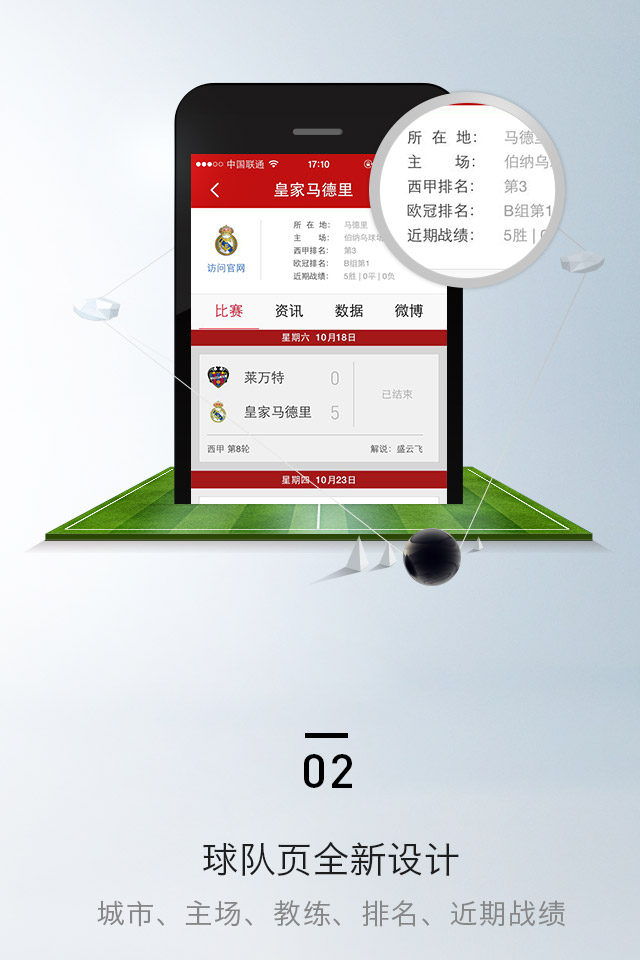 中国联通 17:10
皇家马德里
访问官网
所 在 地： 马德里
主 场： 伯纳乌球场
西甲排名： 第3
欧冠排名： B组第1
近期战绩： 5胜 | 0平 | 0负
所 在 地： 马德
主 场： 伯纳乌
西甲排名： 第3
欧冠排名： B组第1
近期战绩： 5胜 |
比赛 资讯 数据 微博
星期六 10月18日
莱万特 0
已结束
皇家马德里 5
西甲 第8轮 解说：盛云飞
星期四 10月23日
02
球队页全新设计
城市、主场、教练、排名、近期战绩